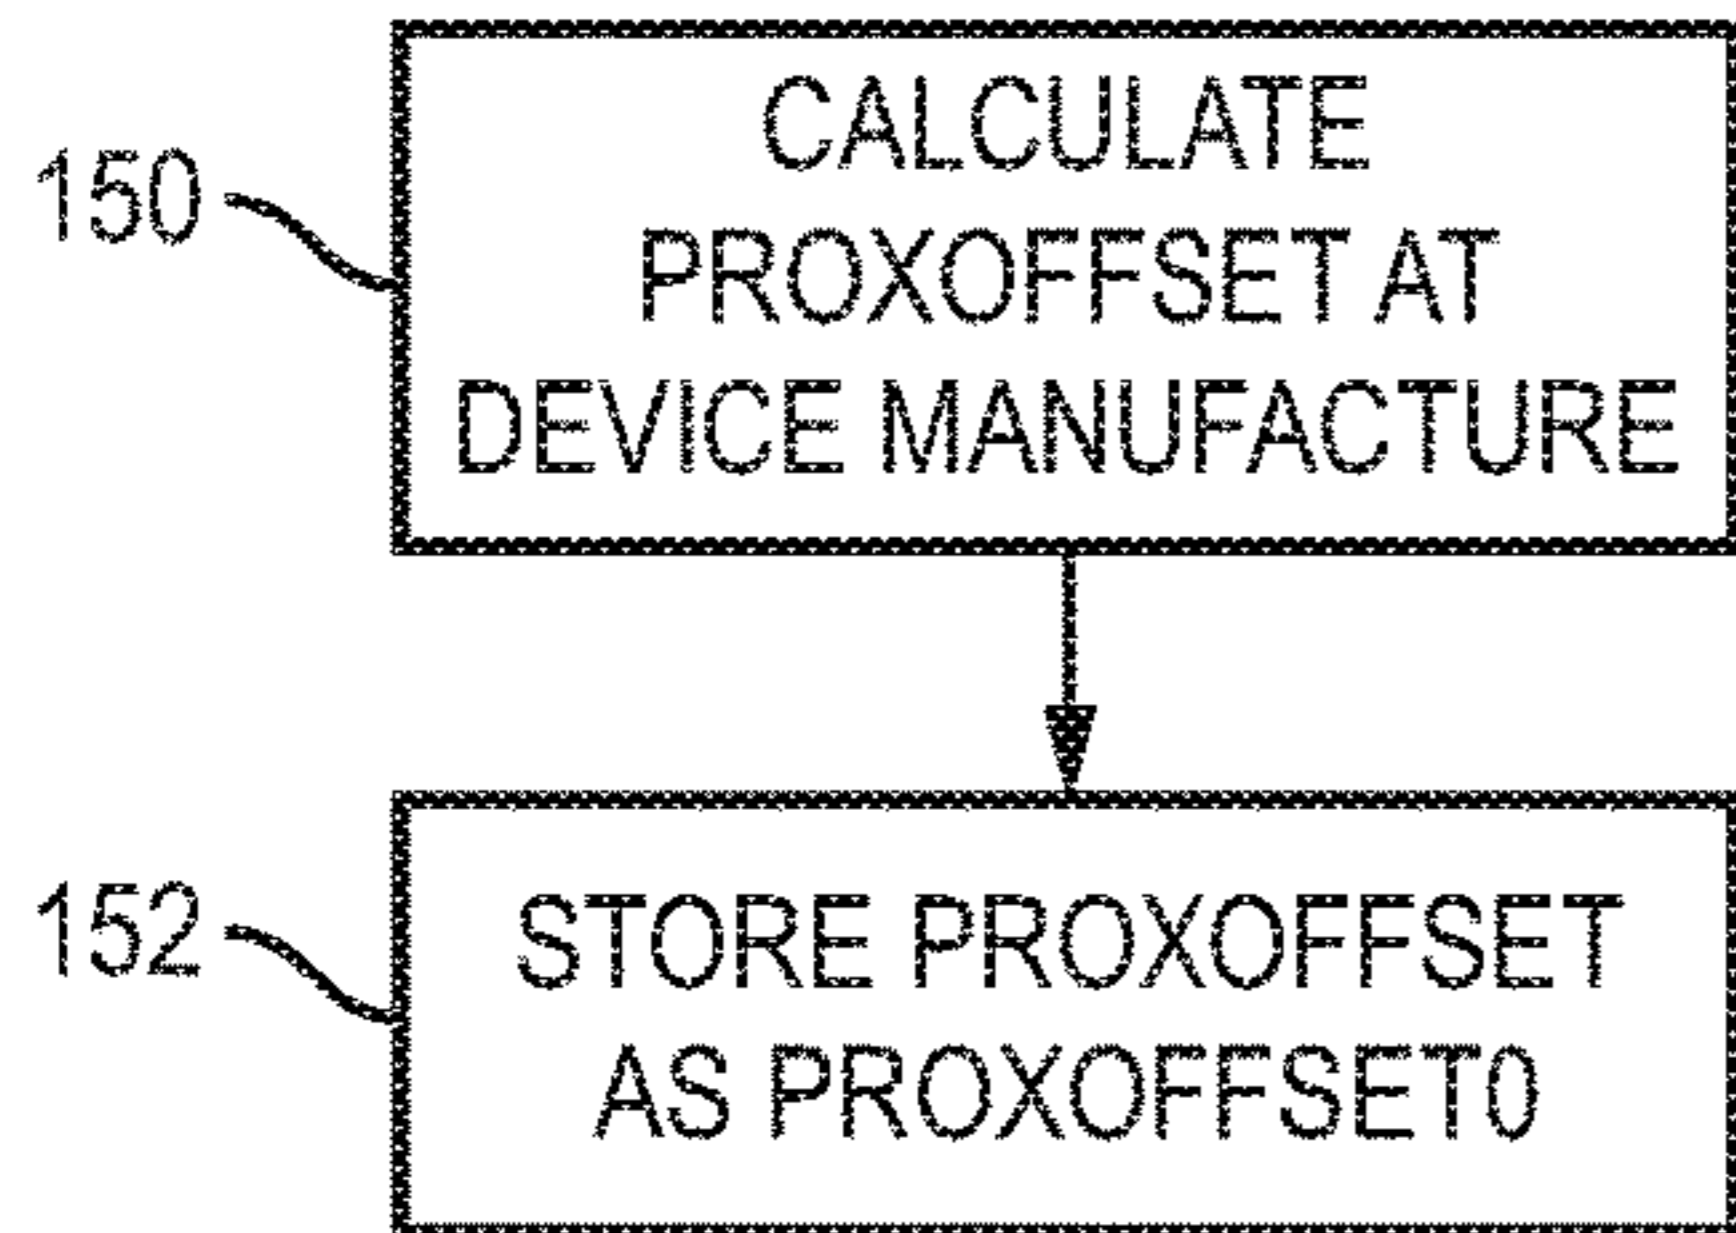 150
CALCULATE
PROXOFFSET AT
DEVICE MANUFACTURE
152
STORE PROXOFFSET
AS PROXOFFSET0